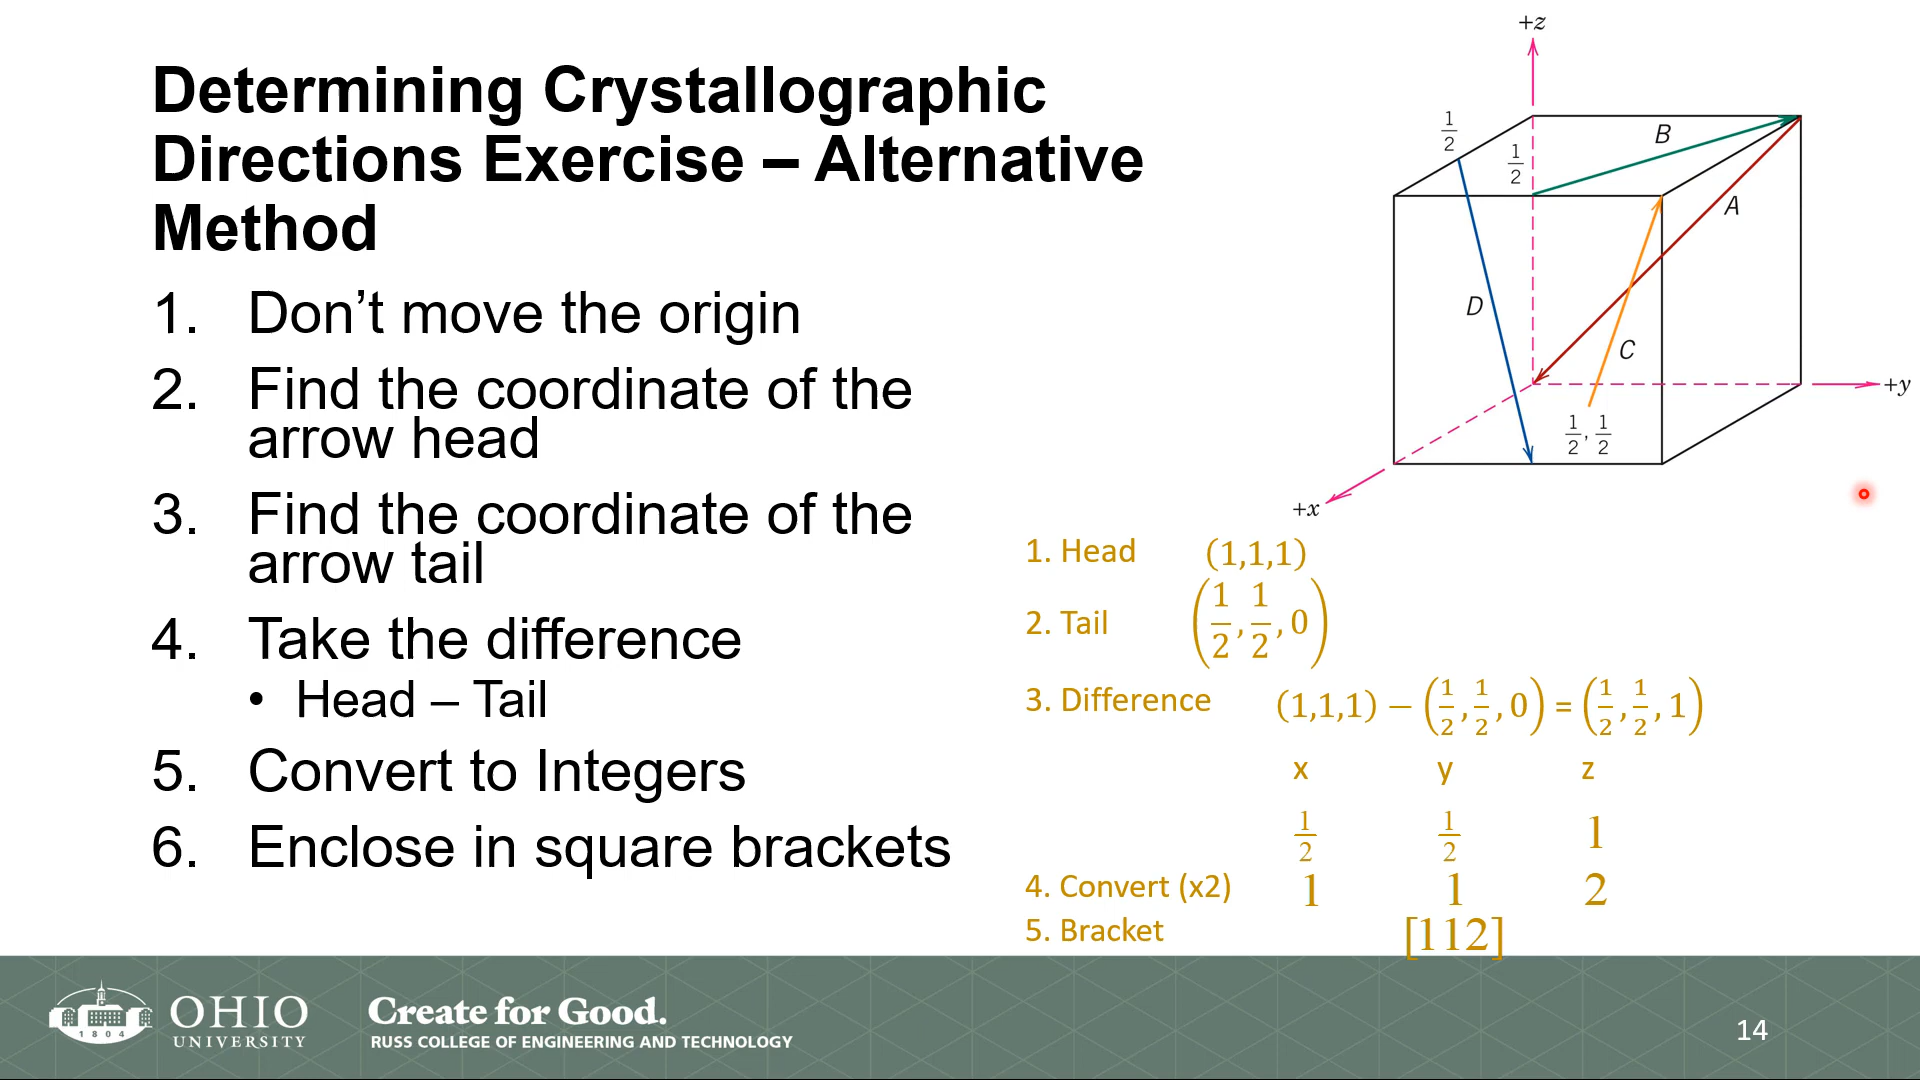 Determining Crystallographic
Directions Exercise – Alternative
Method
1. Don’t move the origin
2. Find the coordinate of the
arrow head
3. Find the coordinate of the
arrow tail
4. Take the difference
• Head – Tail
5. Convert to Integers
6. Enclose in square brackets
+z
1/2
1/2
B
A
D
C
+y
1/2, 1/2
+x
1. Head (1,1,1)
2. Tail (1/2, 1/2, 0)
3. Difference (1,1,1) − (1/2, 1/2, 0) = (1/2, 1/2, 1)
x y z
1/2 1/2 1
4. Convert (x2) 1 1 2
5. Bracket [112]
1804
OHIO
UNIVERSITY
Create for Good.
RUSS COLLEGE OF ENGINEERING AND TECHNOLOGY
14